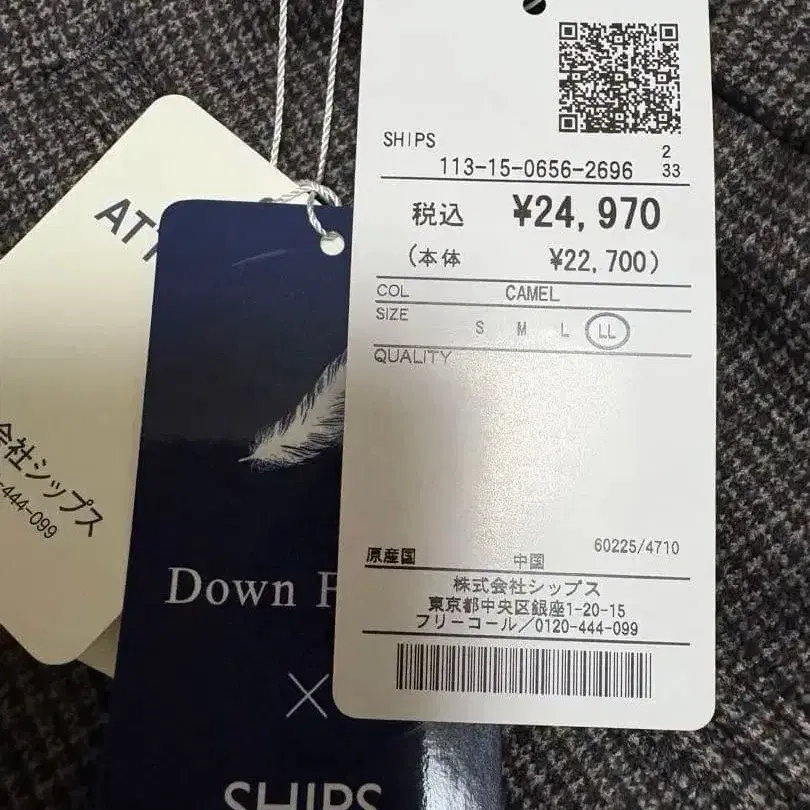 SHIPS
2
113-15-0656-2696 33
税込 ¥24,970
(本体 ¥22,700)
COL CAMEL
SIZE S M L LL
QUALITY
60225/4710
原産国 中国
株式会社シップス
東京都中央区銀座1-20-15
フリーコール/0120-444-099
Down
×
SHIPS
会社シップス
-444-099